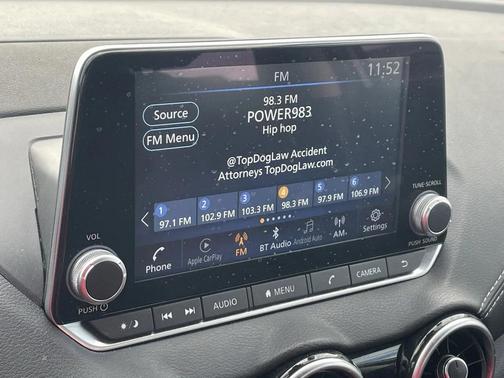 FM
11:52
98.3 FM
Source
POWER983
Hip hop
FM Menu
@TopDogLaw Accident
Attorneys TopDogLaw.com
1 2 3 4 5 6
97.1 FM 102.9 FM 103.3 FM 98.3 FM 97.9 FM 106.9 FM
Phone Apple CarPlay FM BT Audio Android Auto AM Settings
VOL
PUSH
TUNE·SCROLL
PUSH SOUND
AUDIO MENU CAMERA